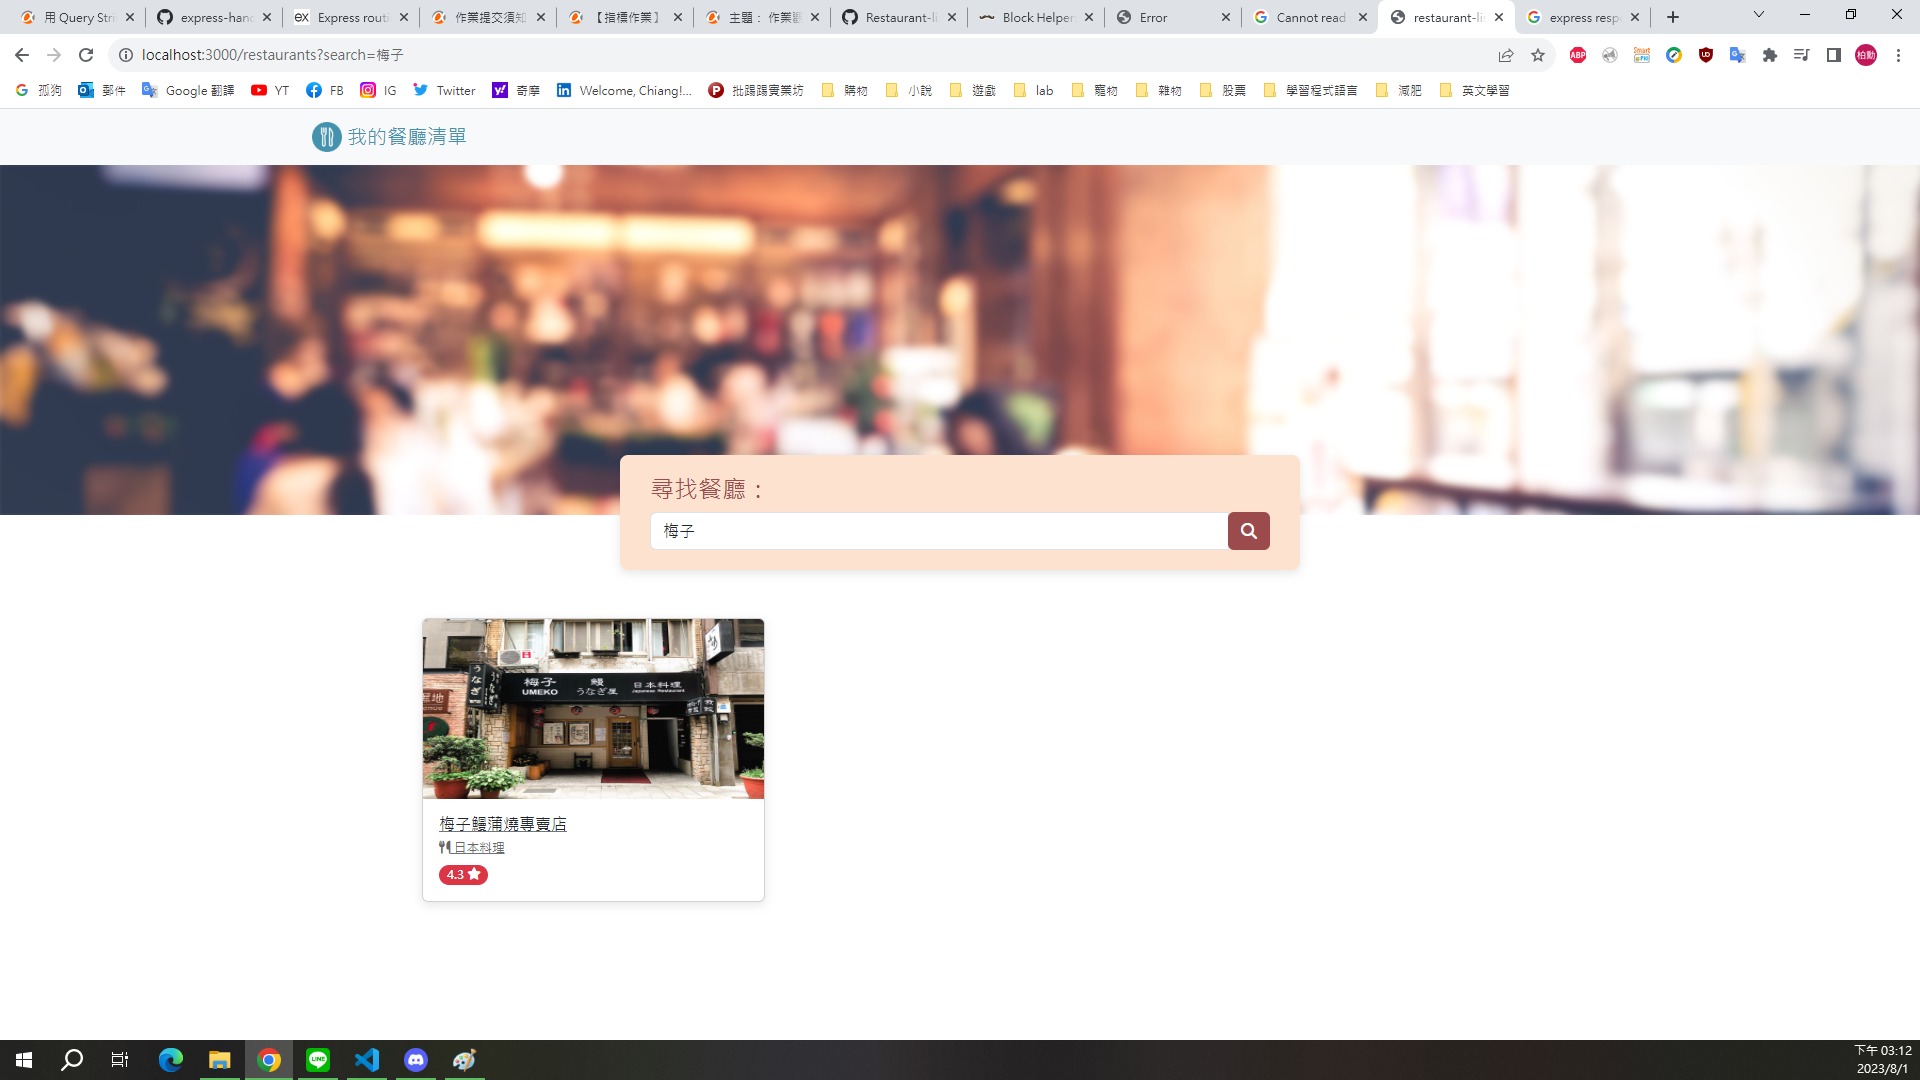 用 Query Stri
express-hand
Express routi
作業提交須知
【指標作業】
Restaurant-li
Block Helper
Error
Cannot read
restaurant-lis
express resp
localhost:3000/restaurants?search=梅子
孤狗
郵件
Google 翻譯
YT
FB
IG
Twitter
奇摩
Welcome, Chiang!...
批踢踢實業坊
購物
小說
遊戲
lab
寵物
雜物
股票
學習程式語言
減肥
英文學習
我的餐廳清單
尋找餐廳：
梅子
梅子 鰻 日本料理
UMEKO うなぎ屋 Japanese Restaurant
梅子鰻蒲燒專賣店
日本料理
4.3
下午 03:12
2023/8/1